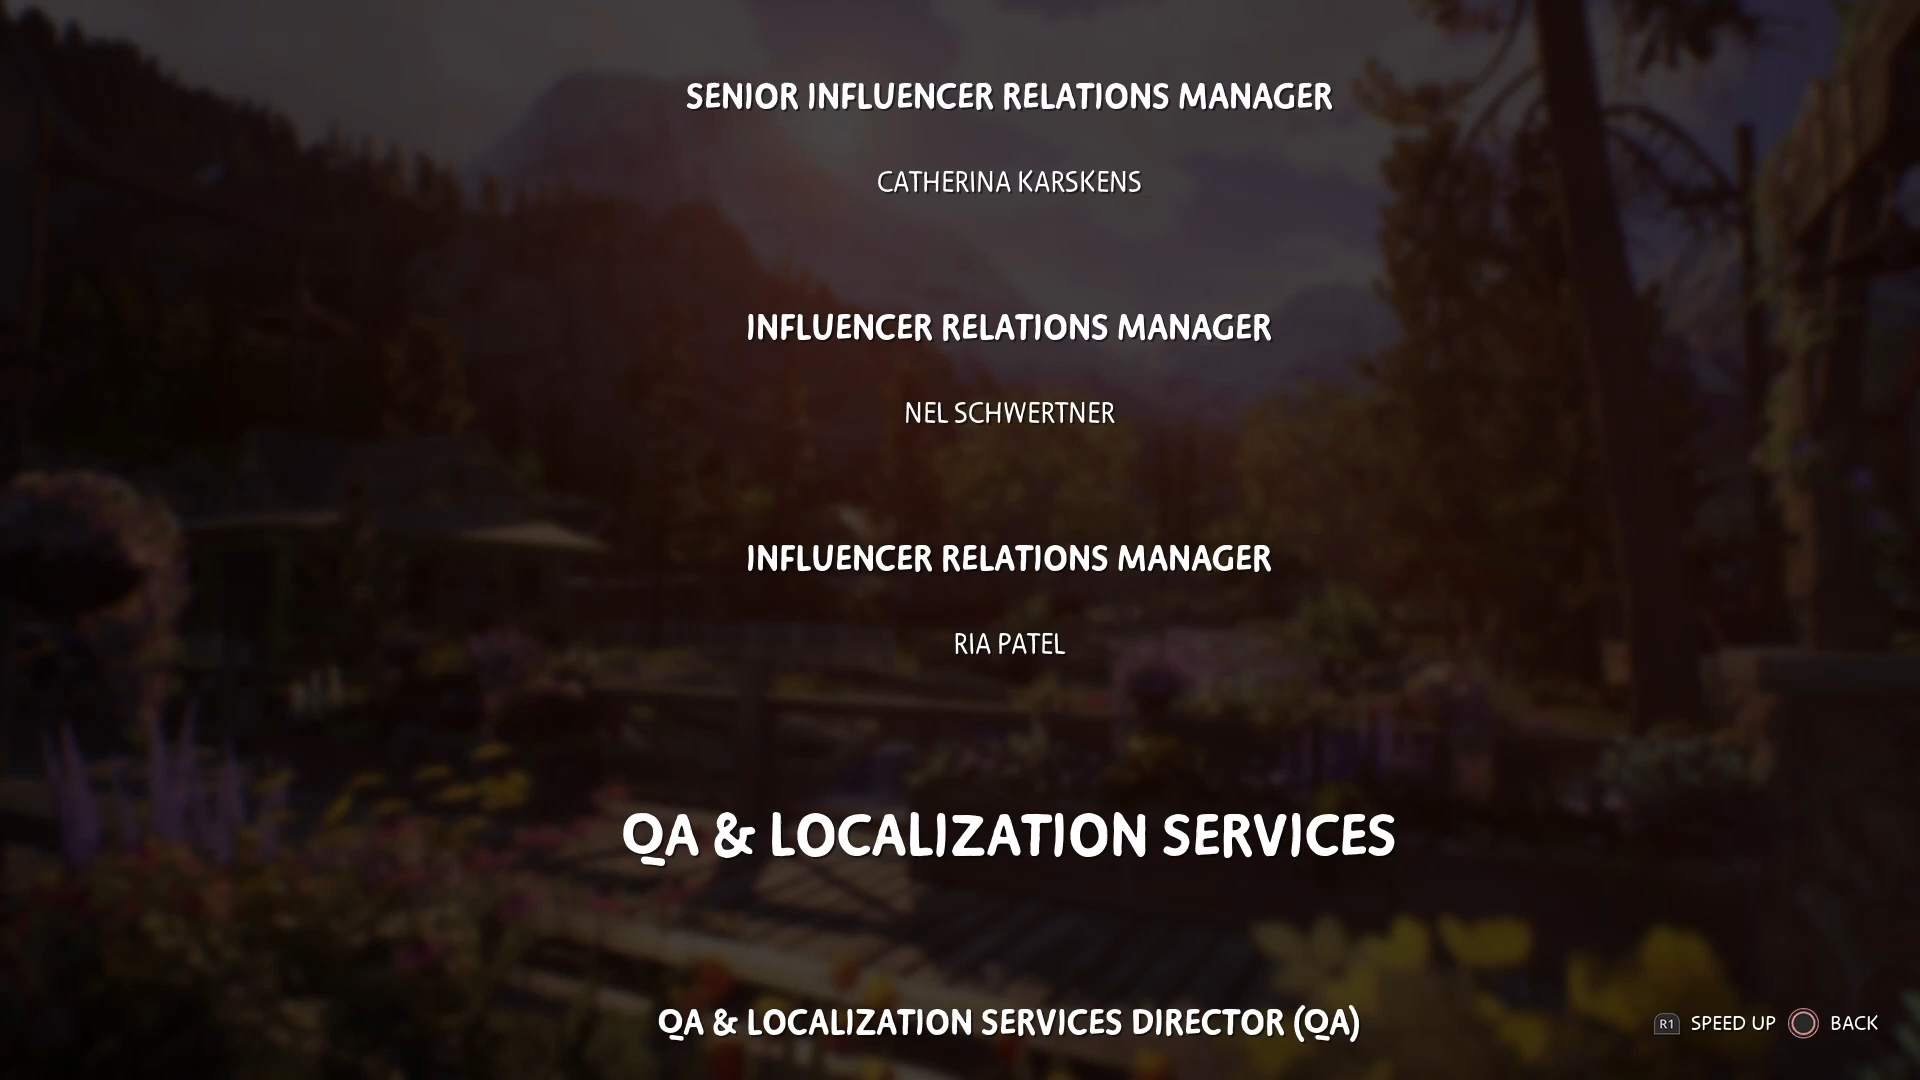 SENIOR INFLUENCER RELATIONS MANAGER
CATHERINA KARSKENS
INFLUENCER RELATIONS MANAGER
NEL SCHWERTNER
INFLUENCER RELATIONS MANAGER
RIA PATEL
QA & LOCALIZATION SERVICES
QA & LOCALIZATION SERVICES DIRECTOR (QA)
R1 SPEED UP BACK